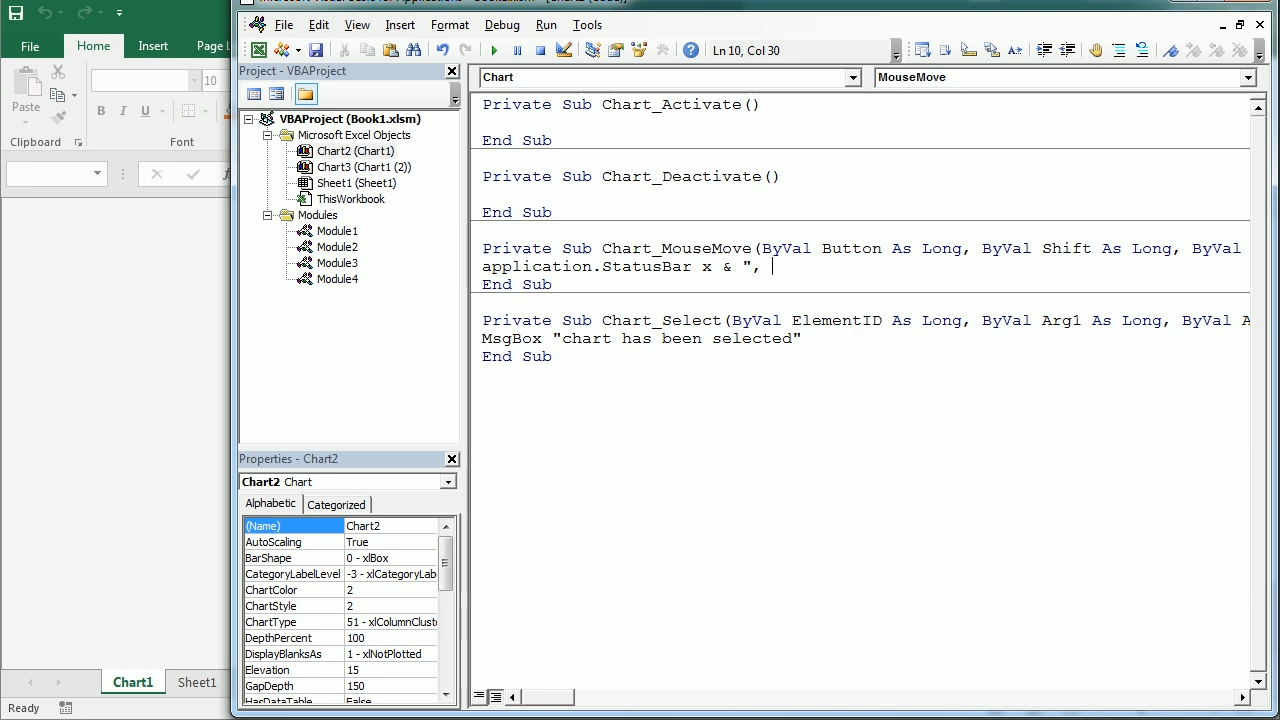 File Edit View Insert Format Debug Run Tools
Ln 10, Col 30
File Home Insert Page L
10
Paste
B I U
Clipboard
Font
Project - VBAProject
VBAProject (Book1.xlsm)
Microsoft Excel Objects
Chart2 (Chart1)
Chart3 (Chart1 (2))
Sheet1 (Sheet1)
ThisWorkbook
Modules
Module1
Module2
Module3
Module4
Chart
MouseMove
Private Sub Chart_Activate()
End Sub
Private Sub Chart_Deactivate()
End Sub
Private Sub Chart_MouseMove(ByVal Button As Long, ByVal Shift As Long, ByVal
application.StatusBar x & ",
End Sub
Private Sub Chart_Select(ByVal ElementID As Long, ByVal Arg1 As Long, ByVal A
MsgBox "chart has been selected"
End Sub
Properties - Chart2
Chart2 Chart
Alphabetic Categorized
(Name) Chart2
AutoScaling True
BarShape 0 - xlBox
CategoryLabelLevel -3 - xlCategoryLab
ChartColor 2
ChartStyle 2
ChartType 51 - xlColumnClust
DepthPercent 100
DisplayBlanksAs 1 - xlNotPlotted
Elevation 15
GapDepth 150
HasDataTable False
Chart1 Sheet1
Ready